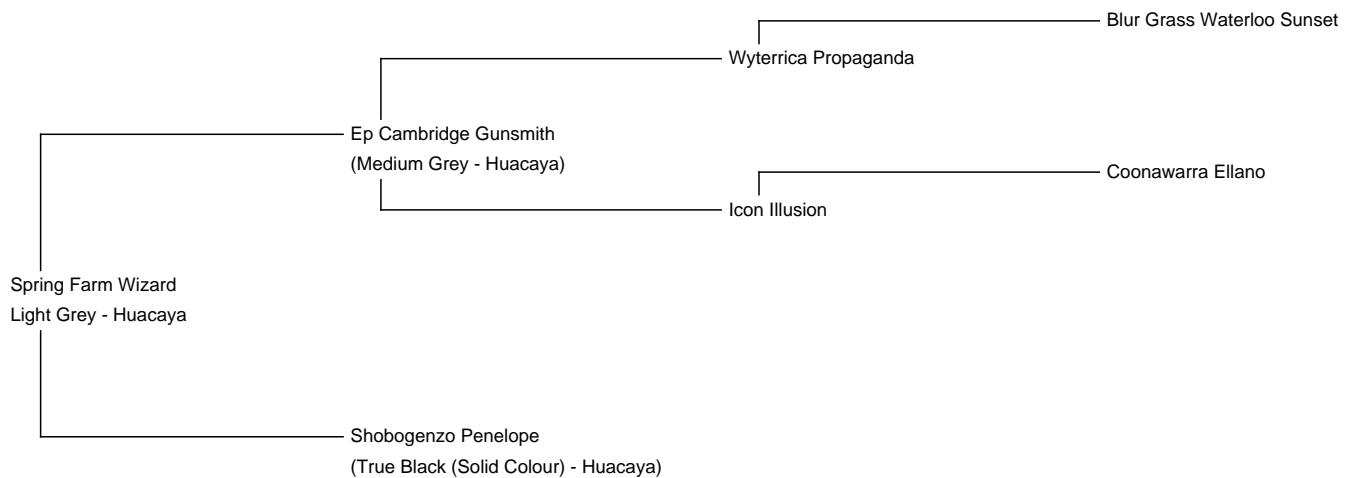 Blur Grass Waterloo Sunset
Wyterrica Propaganda
Ep Cambridge Gunsmith
(Medium Grey - Huacaya)
Coonawarra Ellano
Icon Illusion
Spring Farm Wizard
Light Grey - Huacaya
Shobogenzo Penelope
(True Black (Solid Colour) - Huacaya)